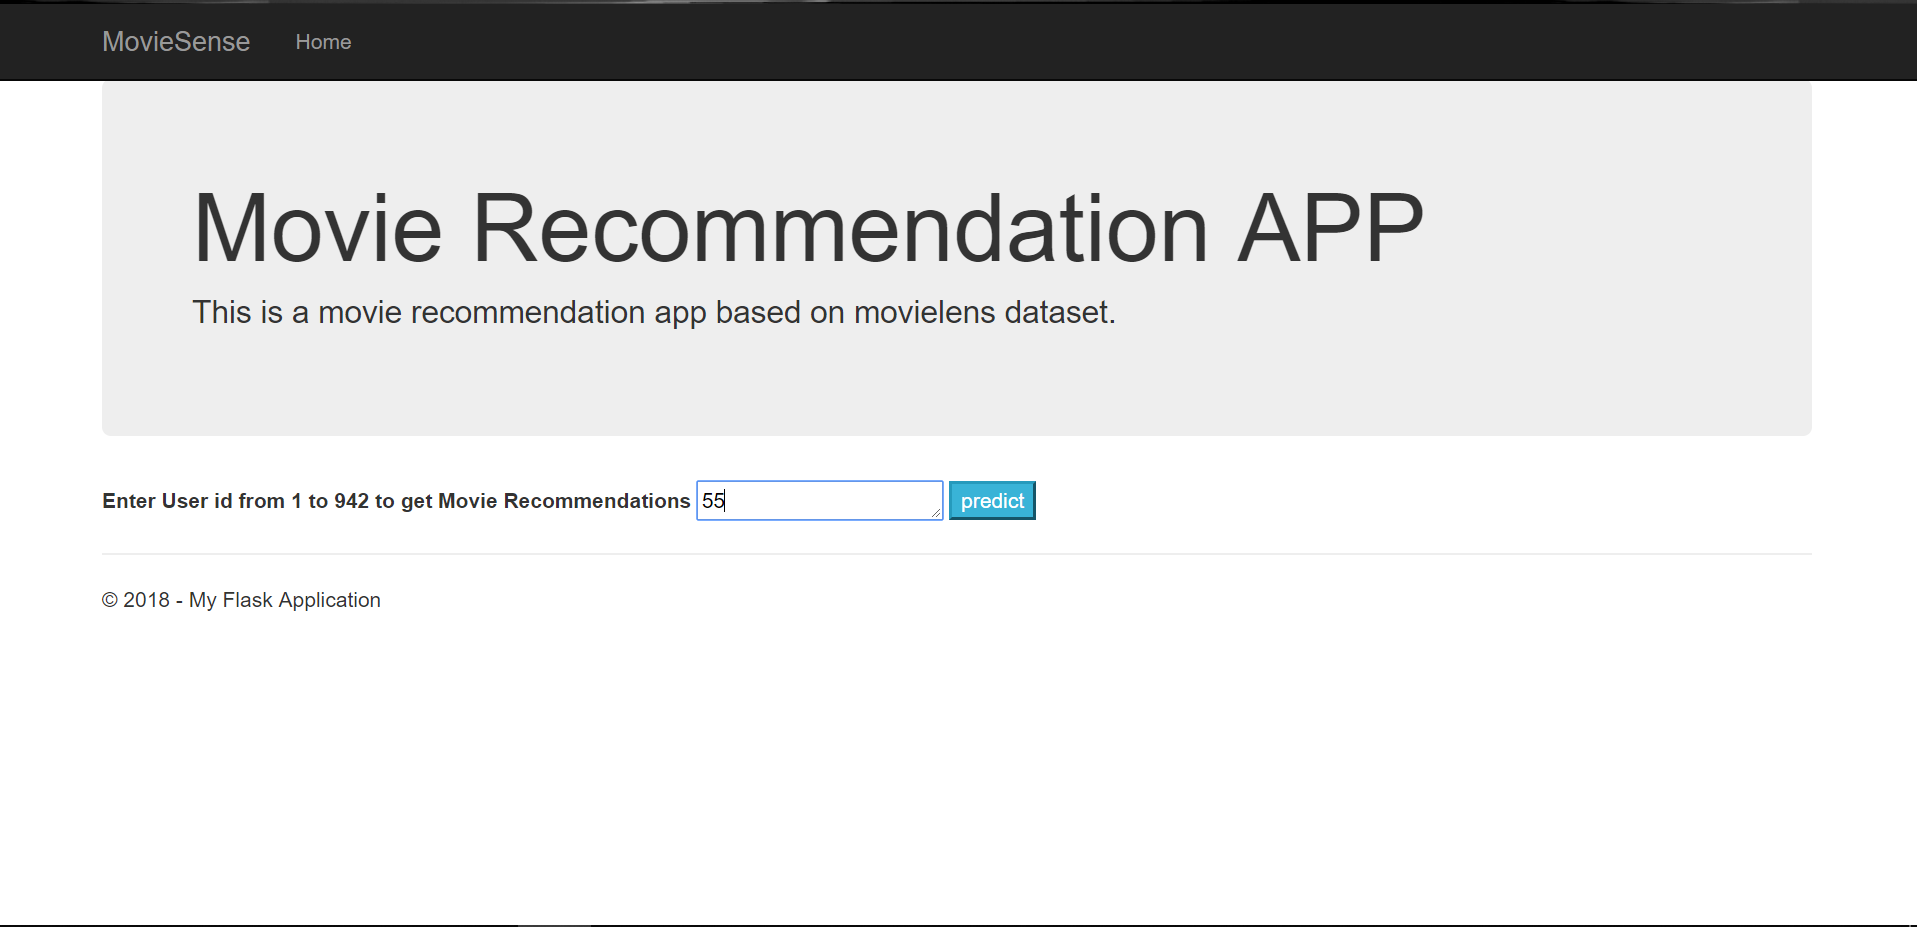 MovieSense Home
Movie Recommendation APP
This is a movie recommendation app based on movielens dataset.
Enter User id from 1 to 942 to get Movie Recommendations 55 predict
© 2018 - My Flask Application